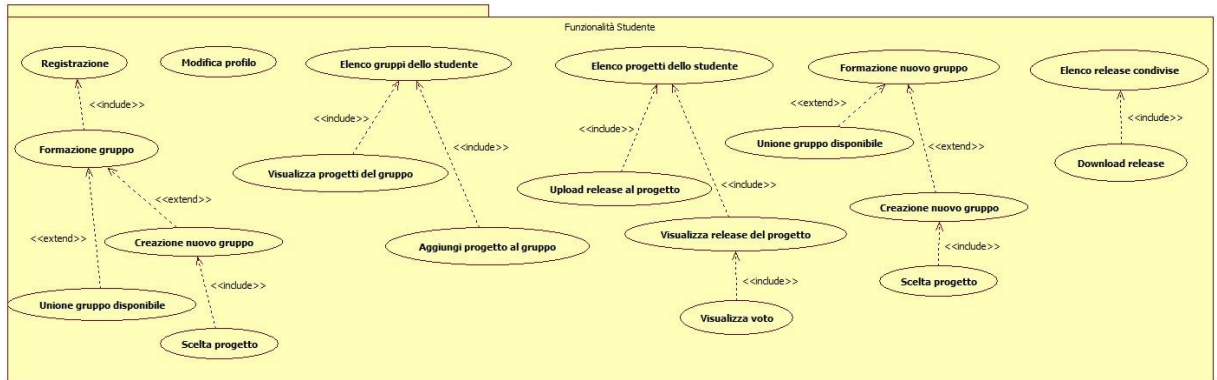 Funzionalità Studente
Registrazione
Modifica profilo
Elenco gruppi dello studente
Elenco progetti dello studente
Formazione nuovo gruppo
Elenco release condivise
<<include>>
<<include>>
<<include>>
<<include>>
<<extend>>
<<include>>
Formazione gruppo
Visualizza progetti del gruppo
<<include>>
Upload release al progetto
<<include>>
Unione gruppo disponibile
<<extend>>
Download release
<<extend>>
<<extend>>
Creazione nuovo gruppo
Aggiungi progetto al gruppo
Visualizza release del progetto
Creazione nuovo gruppo
<<include>>
Unione gruppo disponibile
<<include>>
<<include>>
Scelta progetto
Scelta progetto
Visualizza voto